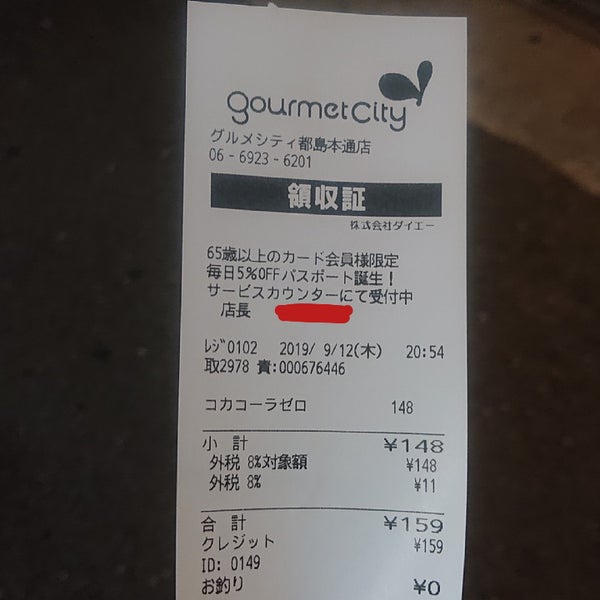 gourmetCity
グルメシティ都島本通店
06-6923-6201
領収証
株式会社ダイエー
65歳以上のカード会員様限定
毎日5%OFFパスポート誕生!
サービスカウンターにて受付中
店長
ﾚｼﾞ0102 2019/ 9/12(木) 20:54
取2978 責:000676446
コカコーラゼロ 148
小 計 ¥148
外税 8%対象額 ¥148
外税 8% ¥11
合 計 ¥159
クレジット ¥159
ID: 0149
お釣り ¥0